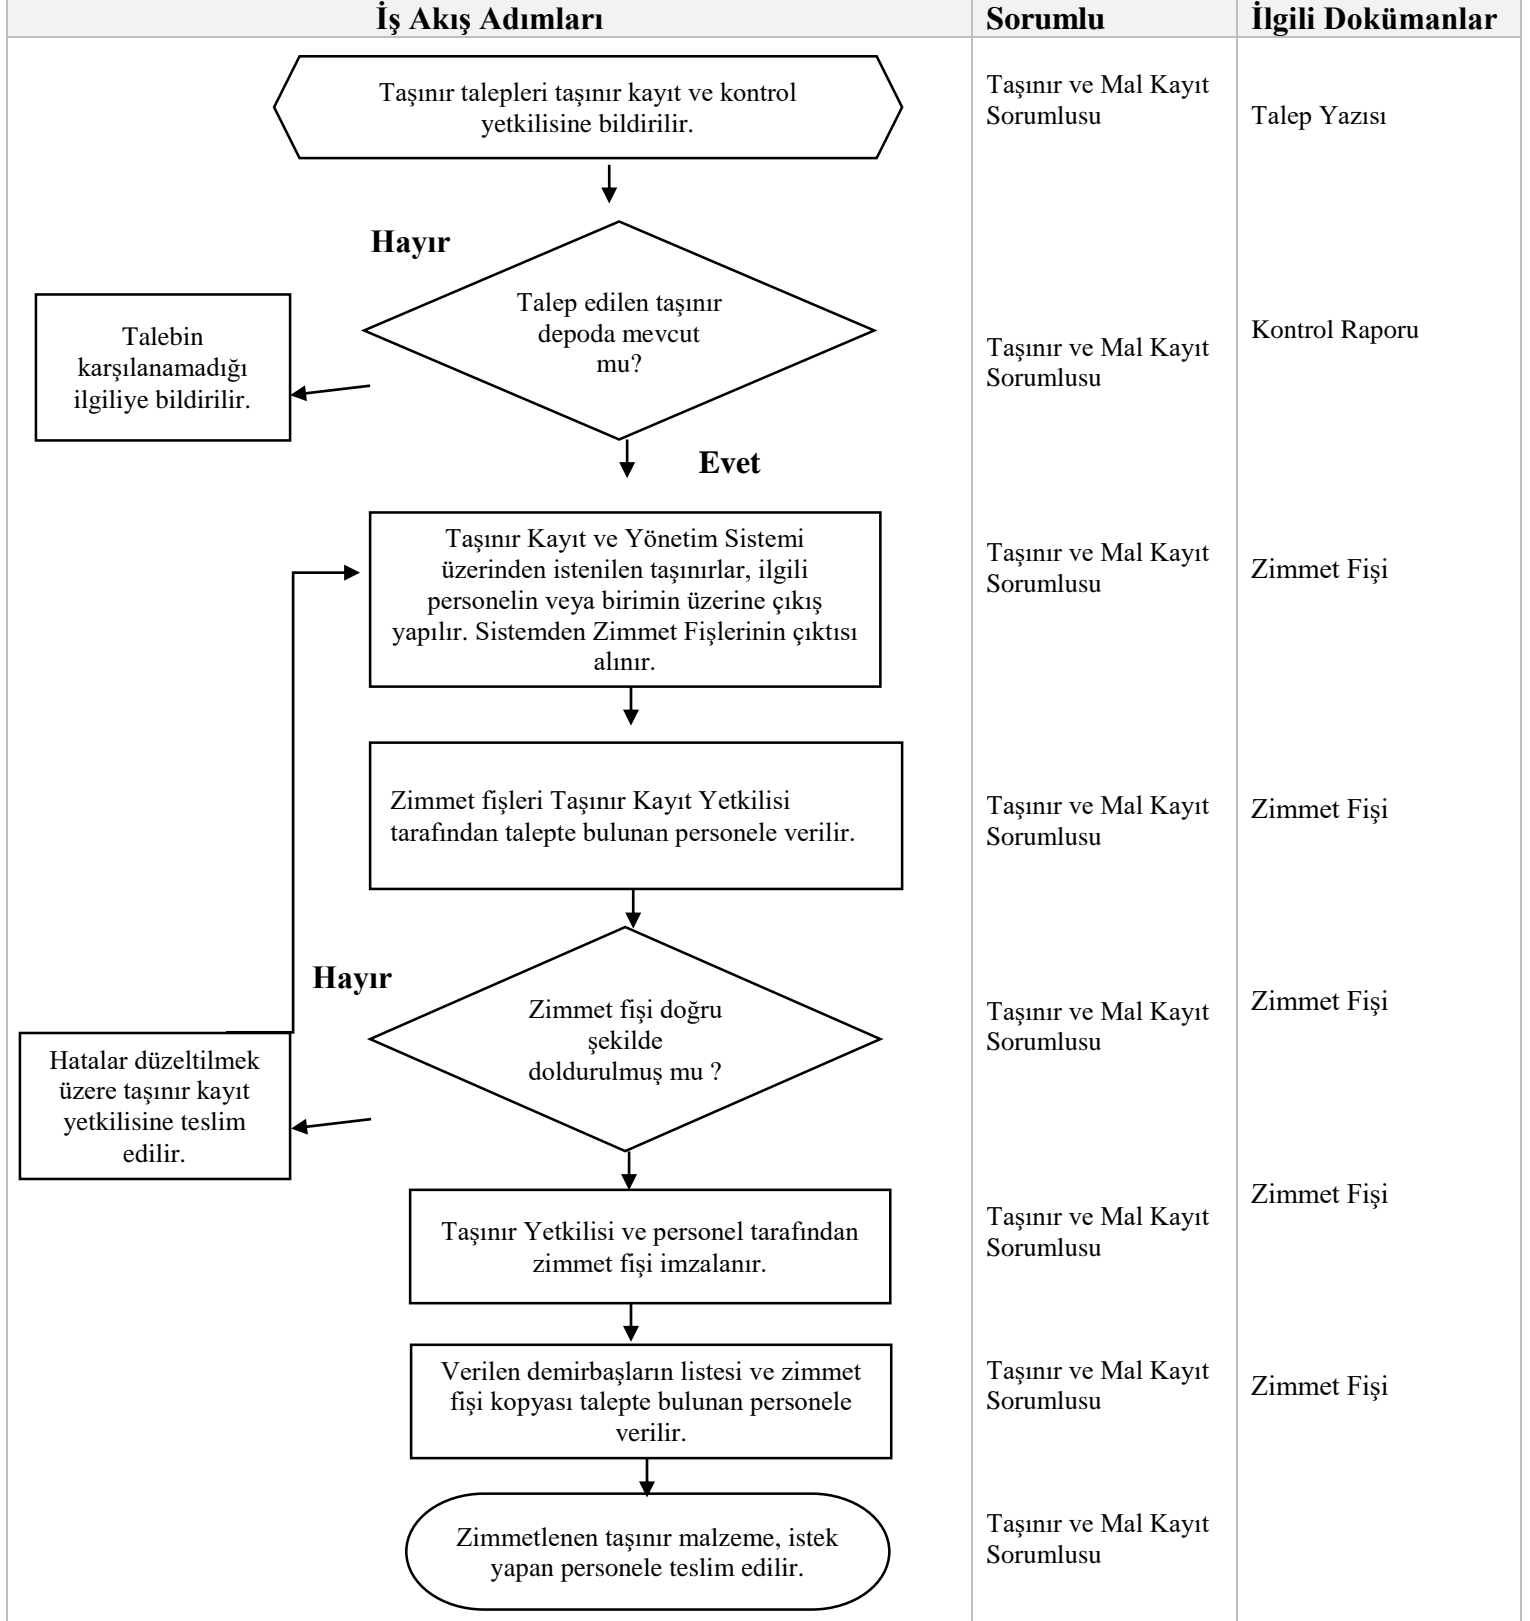 İş Akış Adımları
Sorumlu
İlgili Dokümanlar
Taşınır talepleri taşınır kayıt ve kontrol
yetkilisine bildirilir.
Taşınır ve Mal Kayıt
Sorumlusu
Talep Yazısı
Hayır
Talep edilen taşınır
depoda mevcut
mu?
Talebin
karşılanamadığı
ilgiliye bildirilir.
Taşınır ve Mal Kayıt
Sorumlusu
Kontrol Raporu
Evet
Taşınır Kayıt ve Yönetim Sistemi
üzerinden istenilen taşınırlar, ilgili
personelin veya birimin üzerine çıkış
yapılır. Sistemden Zimmet Fişlerinin çıktısı
alınır.
Taşınır ve Mal Kayıt
Sorumlusu
Zimmet Fişi
Zimmet fişleri Taşınır Kayıt Yetkilisi
tarafından talepte bulunan personele verilir.
Taşınır ve Mal Kayıt
Sorumlusu
Zimmet Fişi
Hayır
Zimmet fişi doğru
şekilde
doldurulmuş mu ?
Taşınır ve Mal Kayıt
Sorumlusu
Zimmet Fişi
Hatalar düzeltilmek
üzere taşınır kayıt
yetkilisine teslim
edilir.
Taşınır Yetkilisi ve personel tarafından
zimmet fişi imzalanır.
Taşınır ve Mal Kayıt
Sorumlusu
Zimmet Fişi
Verilen demirbaşların listesi ve zimmet
fişi kopyası talepte bulunan personele
verilir.
Taşınır ve Mal Kayıt
Sorumlusu
Zimmet Fişi
Zimmetlenen taşınır malzeme, istek
yapan personele teslim edilir.
Taşınır ve Mal Kayıt
Sorumlusu